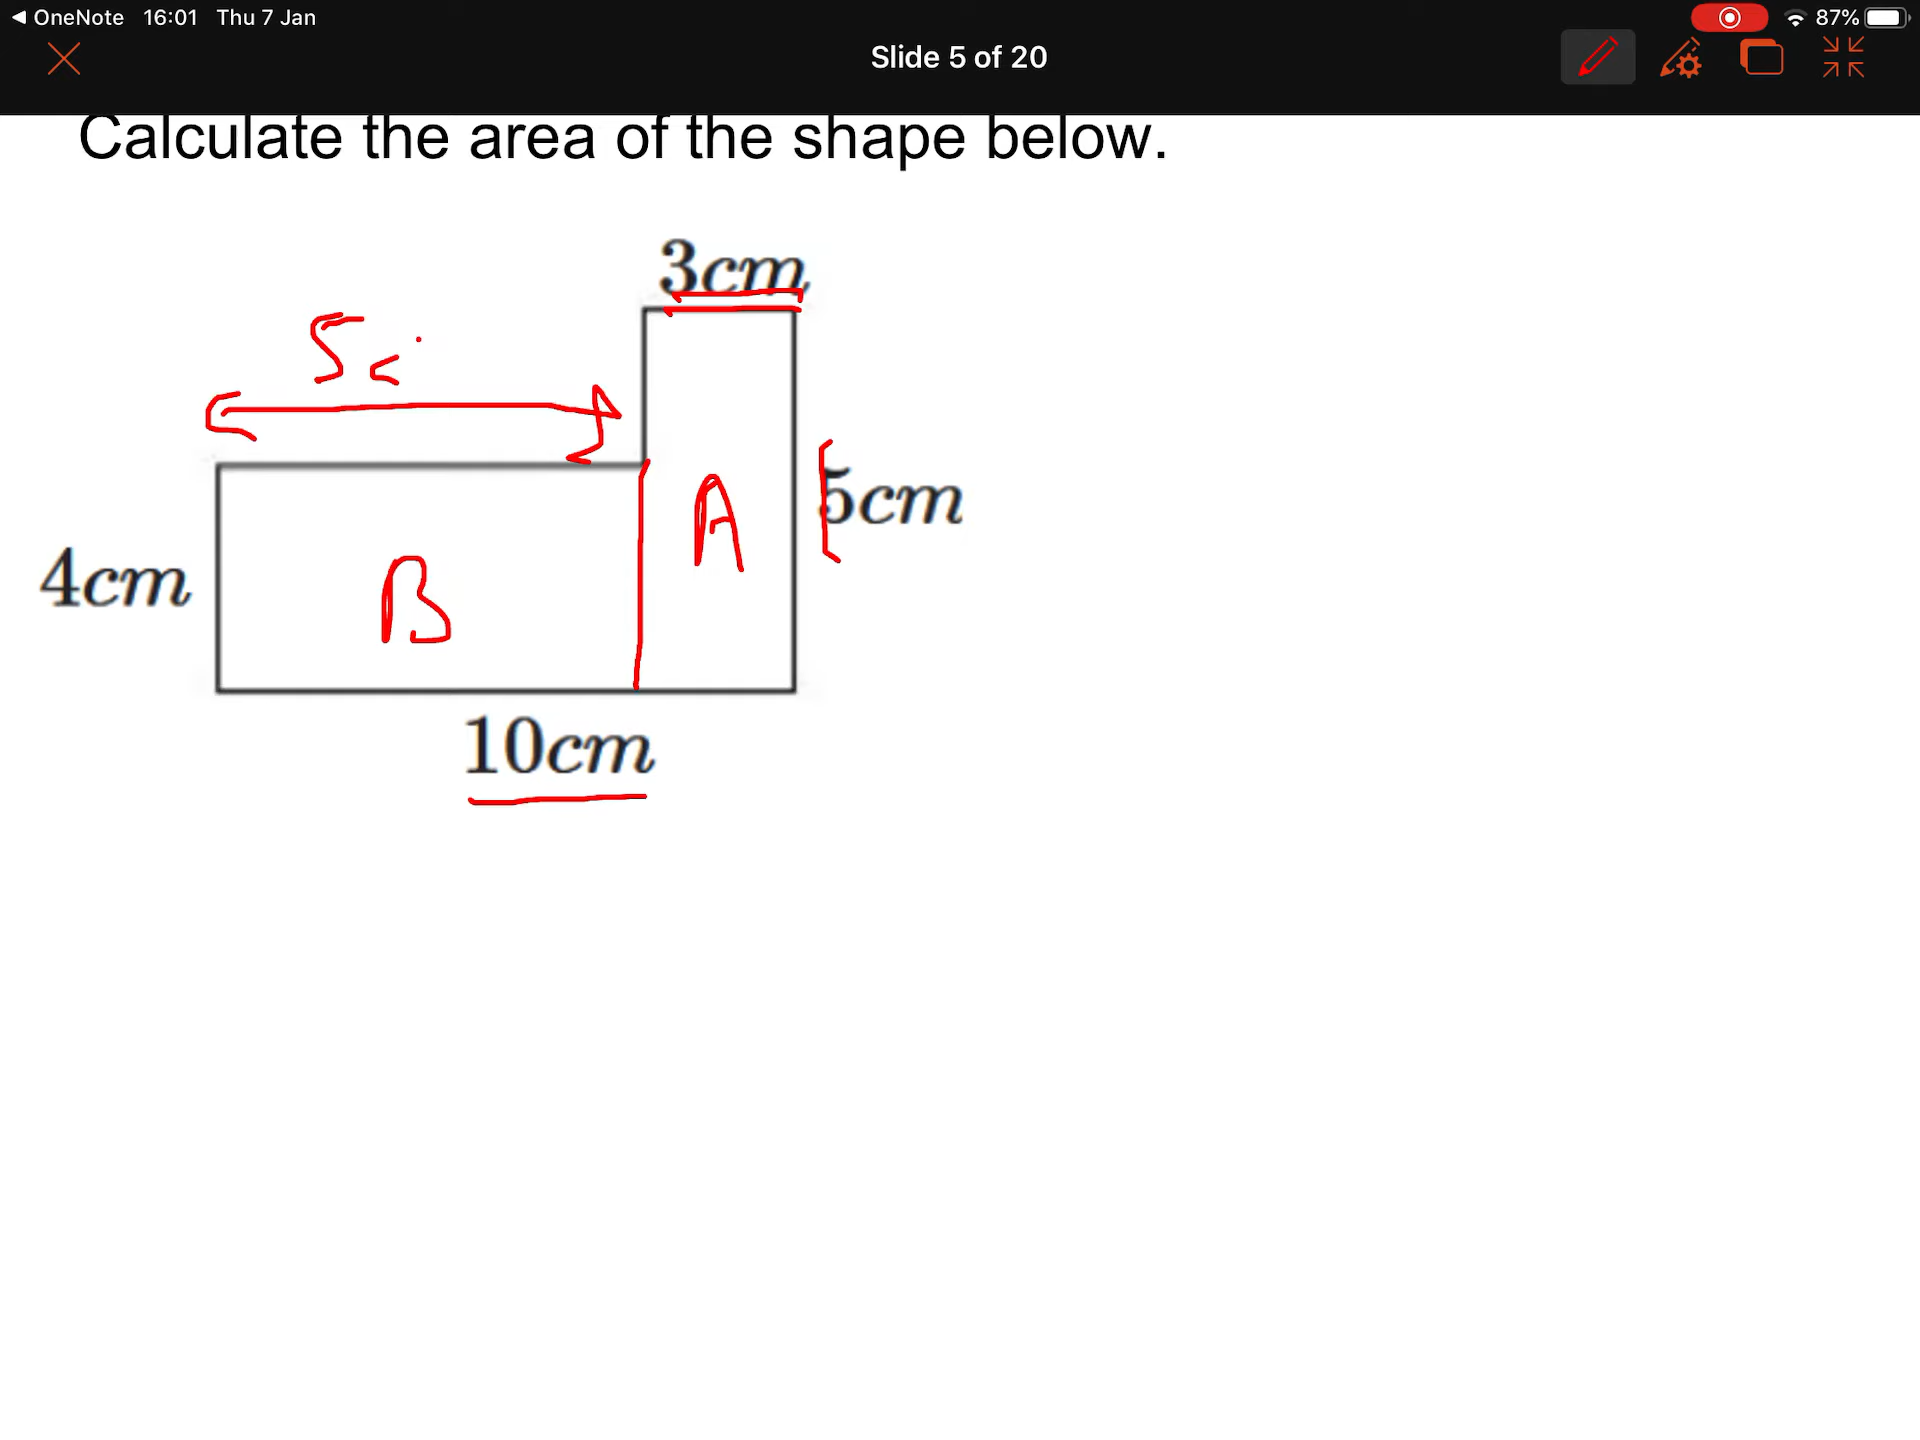 OneNote 16:01 Thu 7 Jan 87%
Slide 5 of 20
Calculate the area of the shape below.
3cm
5c
5cm
A
4cm
B
10cm